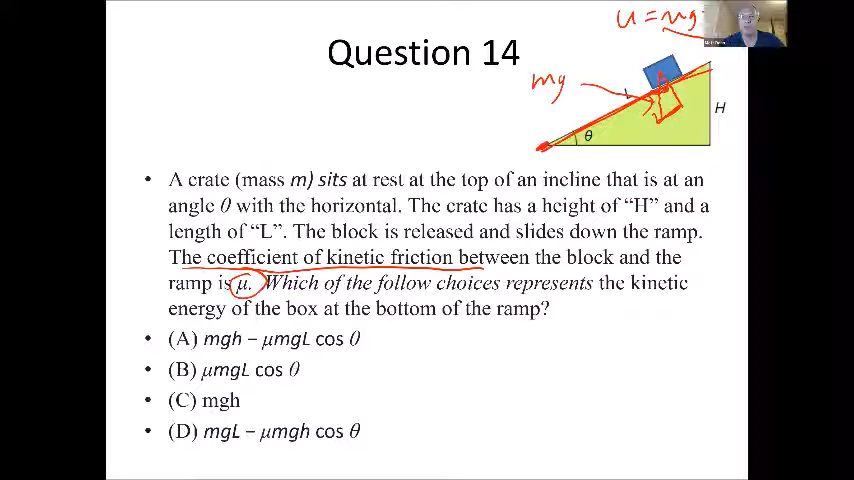 u = mg
Question 14
mg
L
H
θ
• A crate (mass m) sits at rest at the top of an incline that is at an
angle θ with the horizontal. The crate has a height of “H” and a
length of “L”. The block is released and slides down the ramp.
The coefficient of kinetic friction between the block and the
ramp is μ. Which of the follow choices represents the kinetic
energy of the box at the bottom of the ramp?
• (A) mgh − μmgL cos θ
• (B) μmgL cos θ
• (C) mgh
• (D) mgL − μmgh cos θ